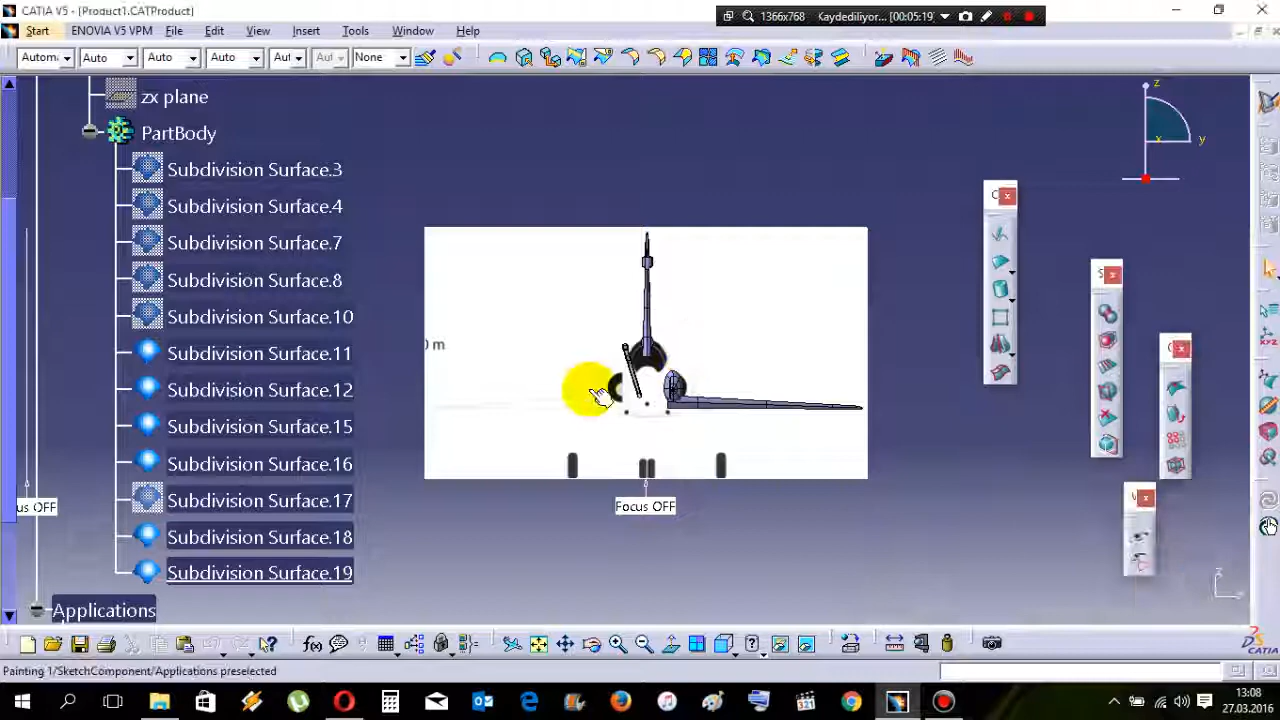 CATIA V5 - [Product1.CATProduct]
1366x768 Kaydediliyor... [00:05:19]
Start ENOVIA V5 VPM File Edit View Insert Tools Window Help
Auto Auto Auto Aut Aut None
zx plane
PartBody
Subdivision Surface.3
Subdivision Surface.4
Subdivision Surface.7
Subdivision Surface.8
Subdivision Surface.10
Subdivision Surface.11
Subdivision Surface.12
Subdivision Surface.15
Subdivision Surface.16
Subdivision Surface.17
Subdivision Surface.18
Subdivision Surface.19
Applications
us OFF
0 m
Focus OFF
z
x
y
Painting 1/SketchComponent/Applications preselected
CATIA
13:08
27.03.2016